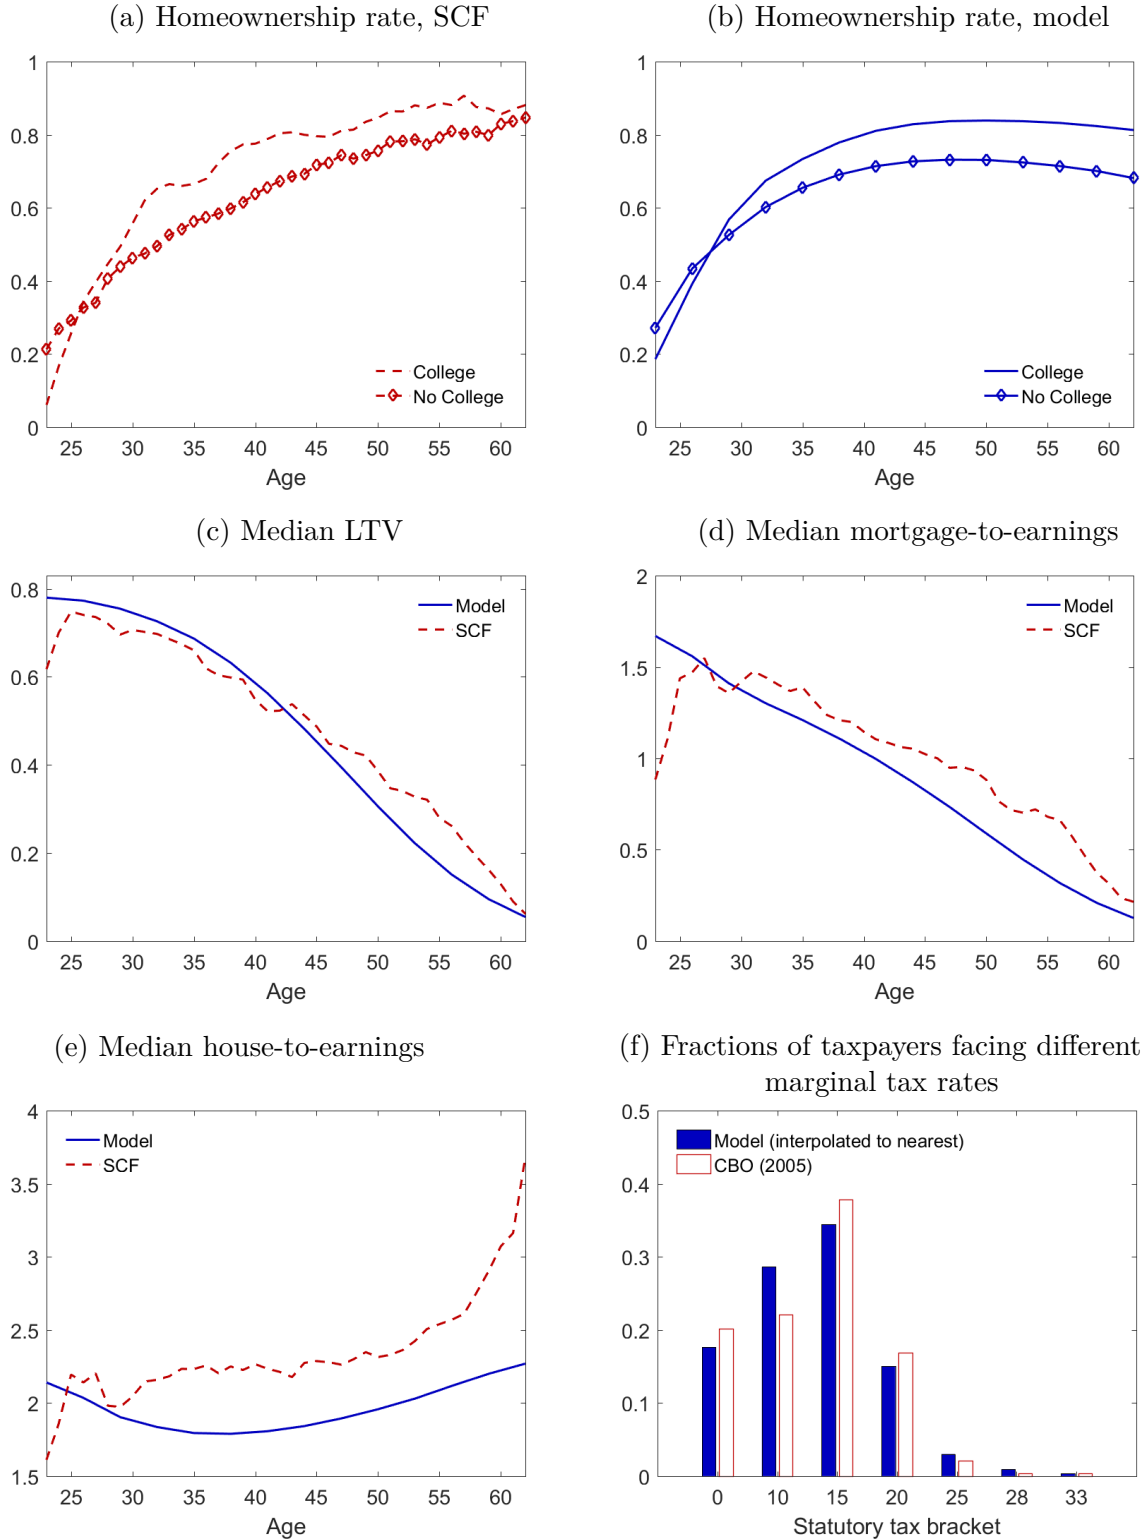 (a) Homeownership rate, SCF
1
0.8
0.6
0.4
0.2
0
College
No College
25 30 35 40 45 50 55 60
Age
(b) Homeownership rate, model
1
0.8
0.6
0.4
0.2
0
College
No College
25 30 35 40 45 50 55 60
Age
(c) Median LTV
0.8
0.6
0.4
0.2
0
Model
SCF
25 30 35 40 45 50 55 60
Age
(d) Median mortgage-to-earnings
2
1.5
1
0.5
0
Model
SCF
25 30 35 40 45 50 55 60
Age
(e) Median house-to-earnings
4
3.5
3
2.5
2
1.5
Model
SCF
25 30 35 40 45 50 55 60
Age
(f) Fractions of taxpayers facing different
marginal tax rates
0.5
0.4
0.3
0.2
0.1
0
Model (interpolated to nearest)
CBO (2005)
0 10 15 20 25 28 33
Statutory tax bracket